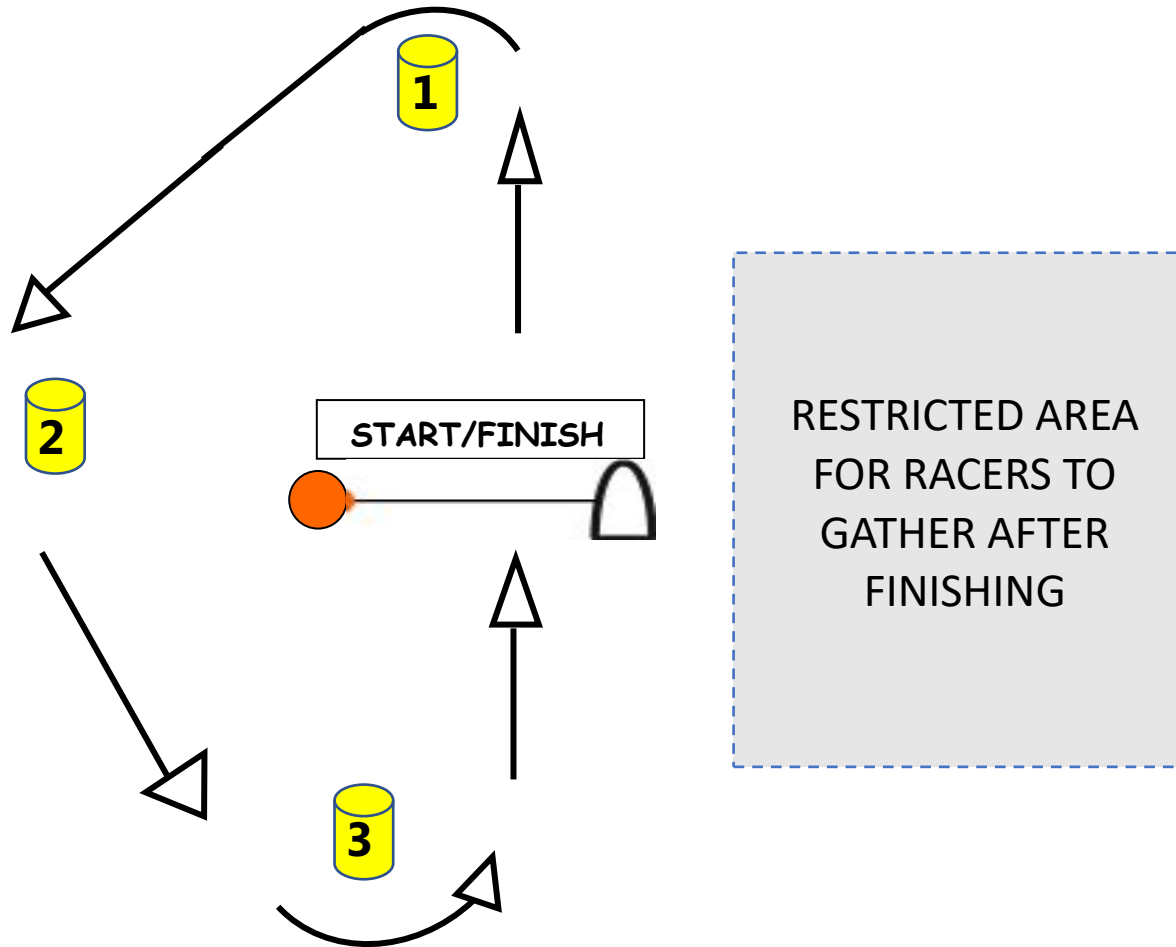 1
2
START/FINISH
RESTRICTED AREA
FOR RACERS TO
GATHER AFTER
FINISHING
3